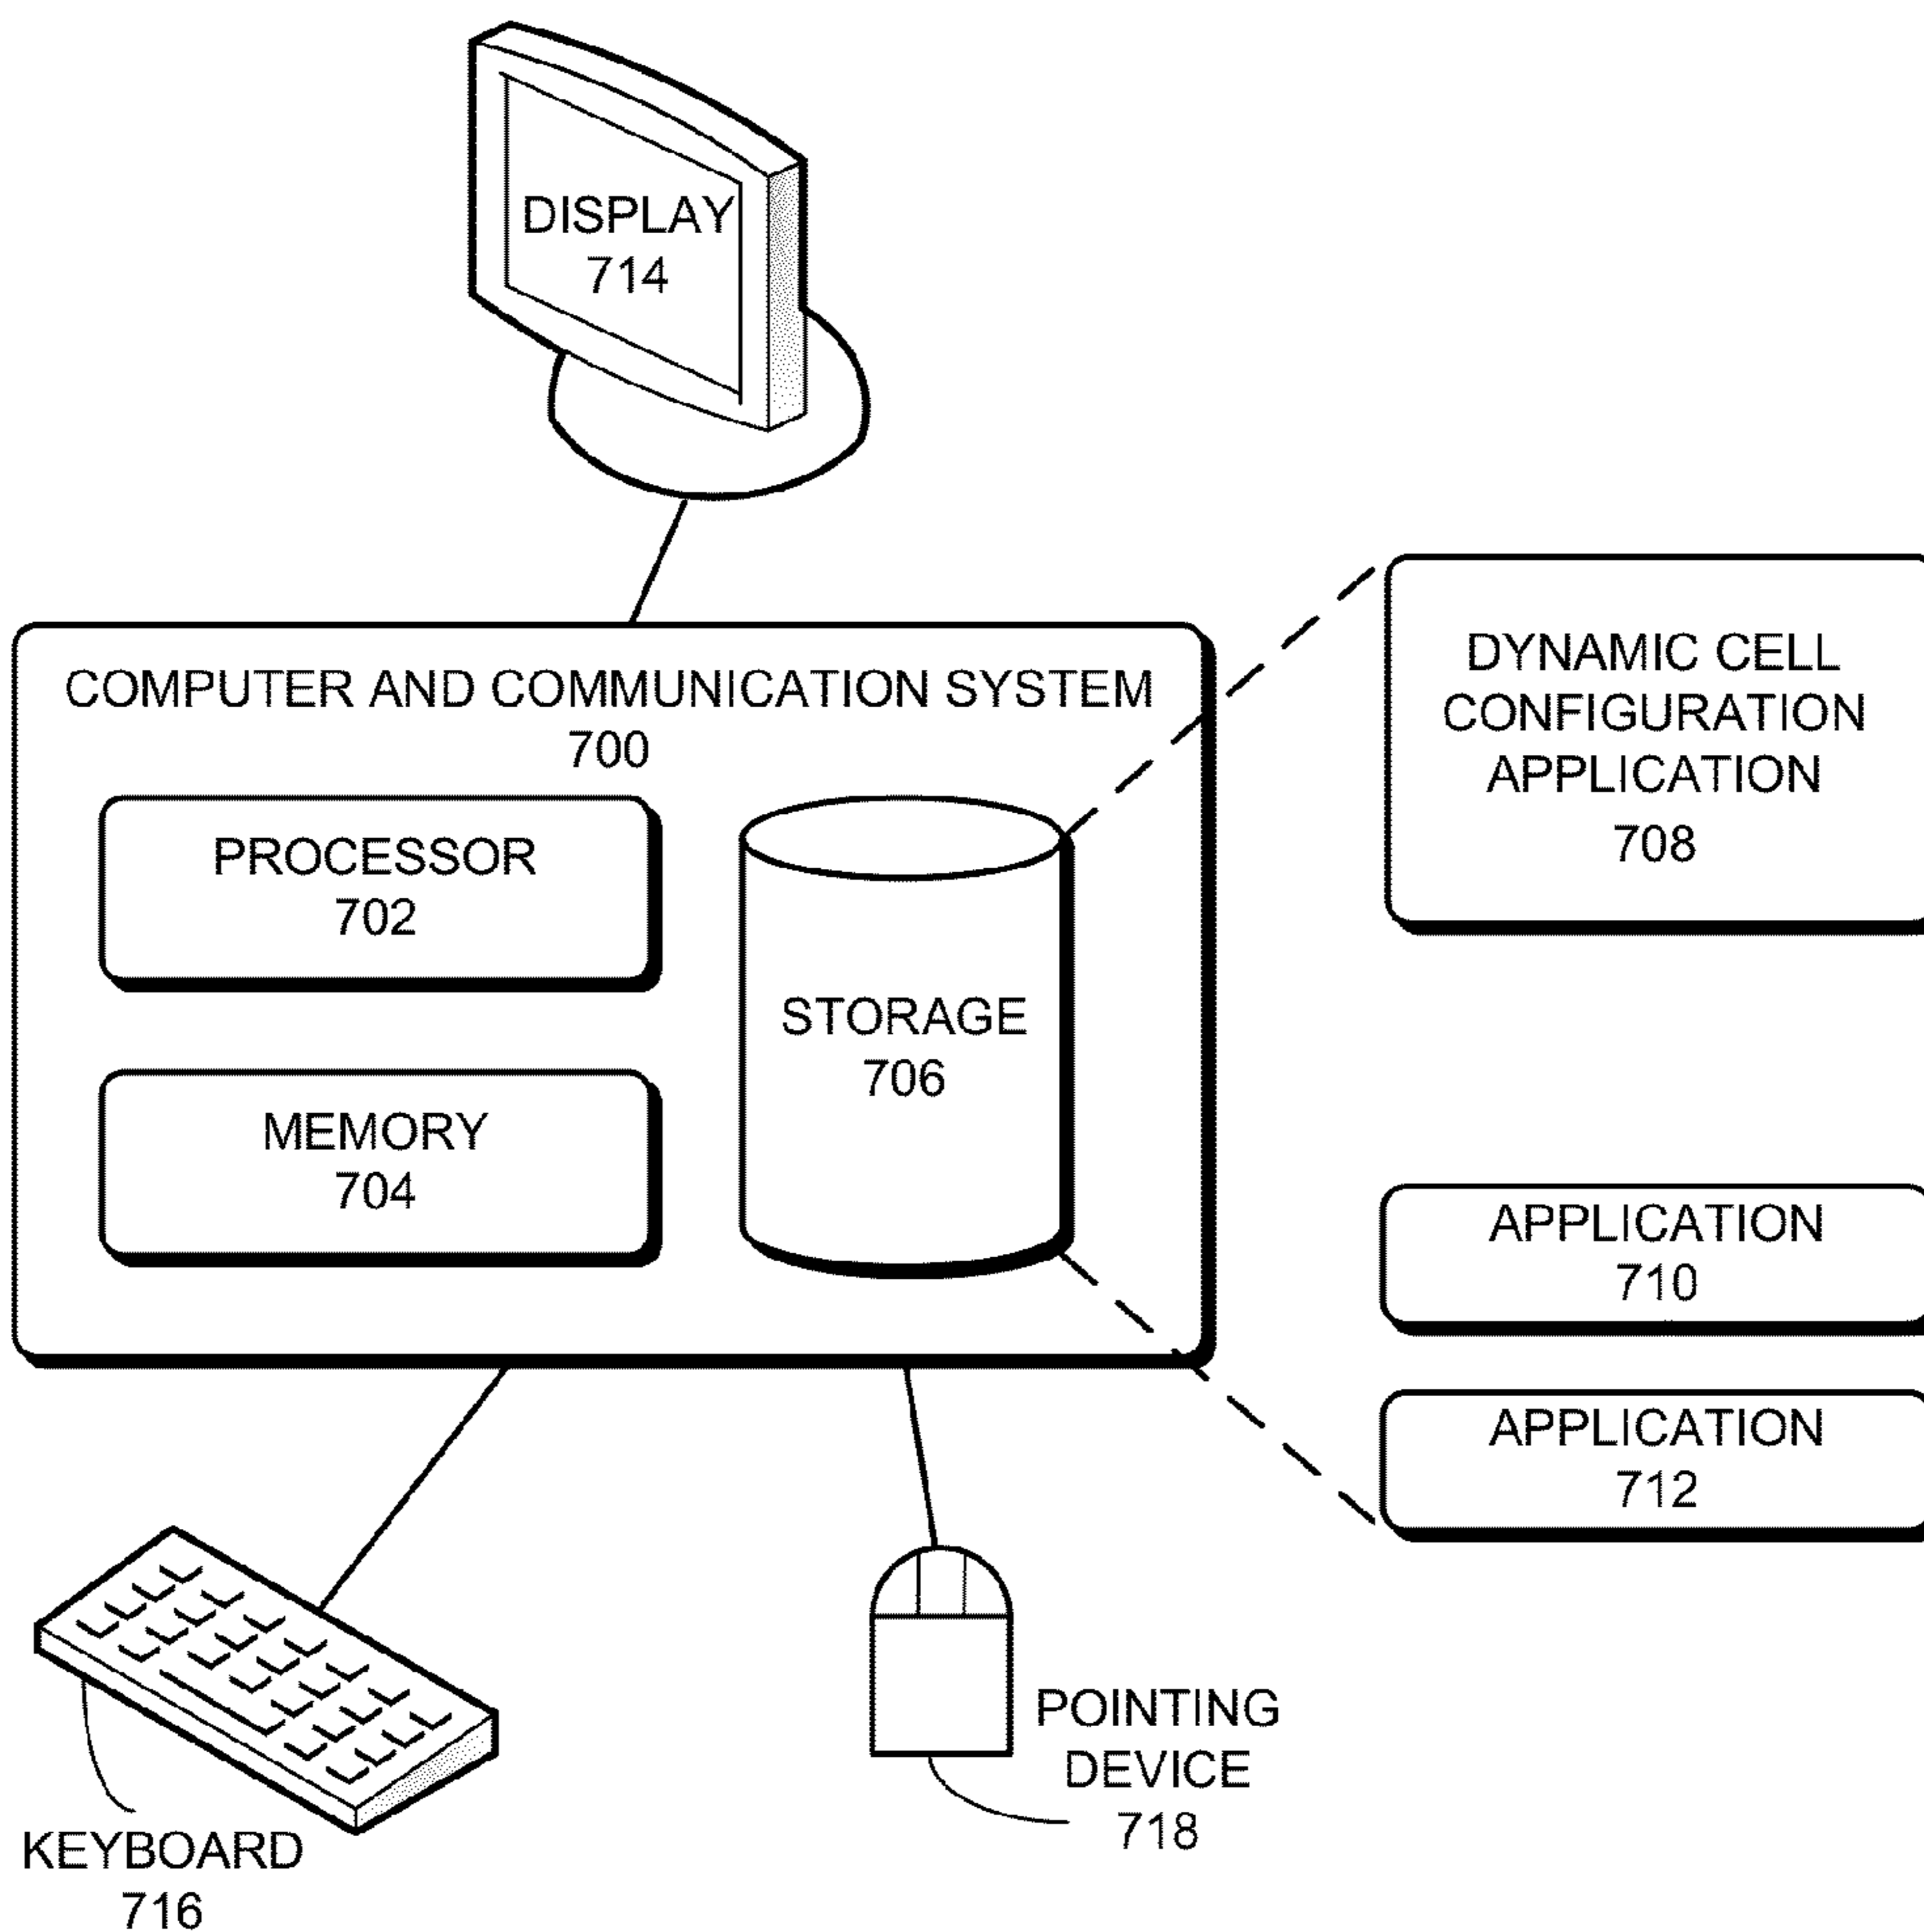 DISPLAY
714
COMPUTER AND COMMUNICATION SYSTEM
700
PROCESSOR
702
MEMORY
704
STORAGE
706
DYNAMIC CELL
CONFIGURATION
APPLICATION
708
APPLICATION
710
APPLICATION
712
KEYBOARD
716
POINTING
DEVICE
718